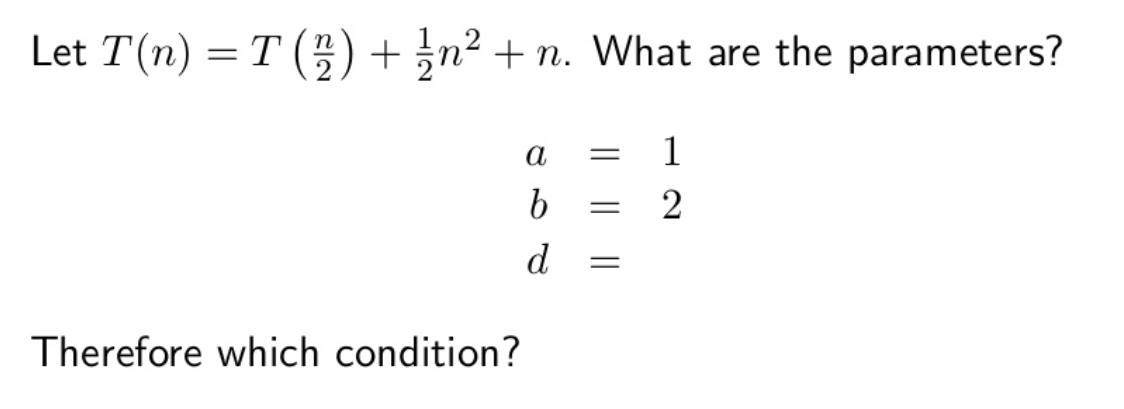 Let T(n) = T(n/2) + 1/2 n² + n. What are the parameters?
a = 1
b = 2
d =
Therefore which condition?